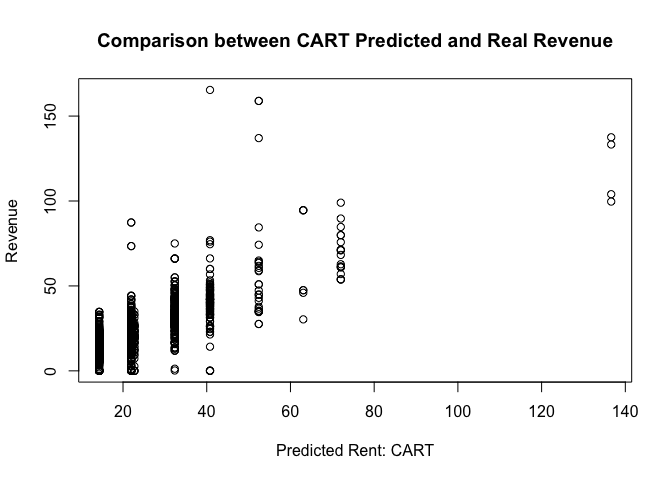 Comparison between CART Predicted and Real Revenue
150
100
50
0
Revenue
20 40 60 80 100 120 140
Predicted Rent: CART